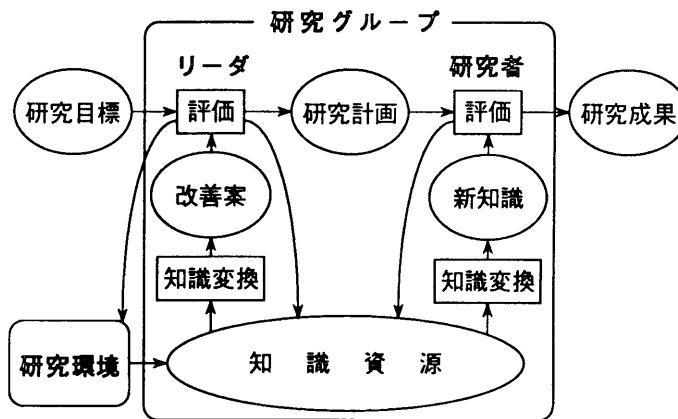 研究グループ
リーダ
研究者
研究目標
評価
研究計画
評価
研究成果
改善案
新知識
知識変換
知識変換
研究環境
知識資源